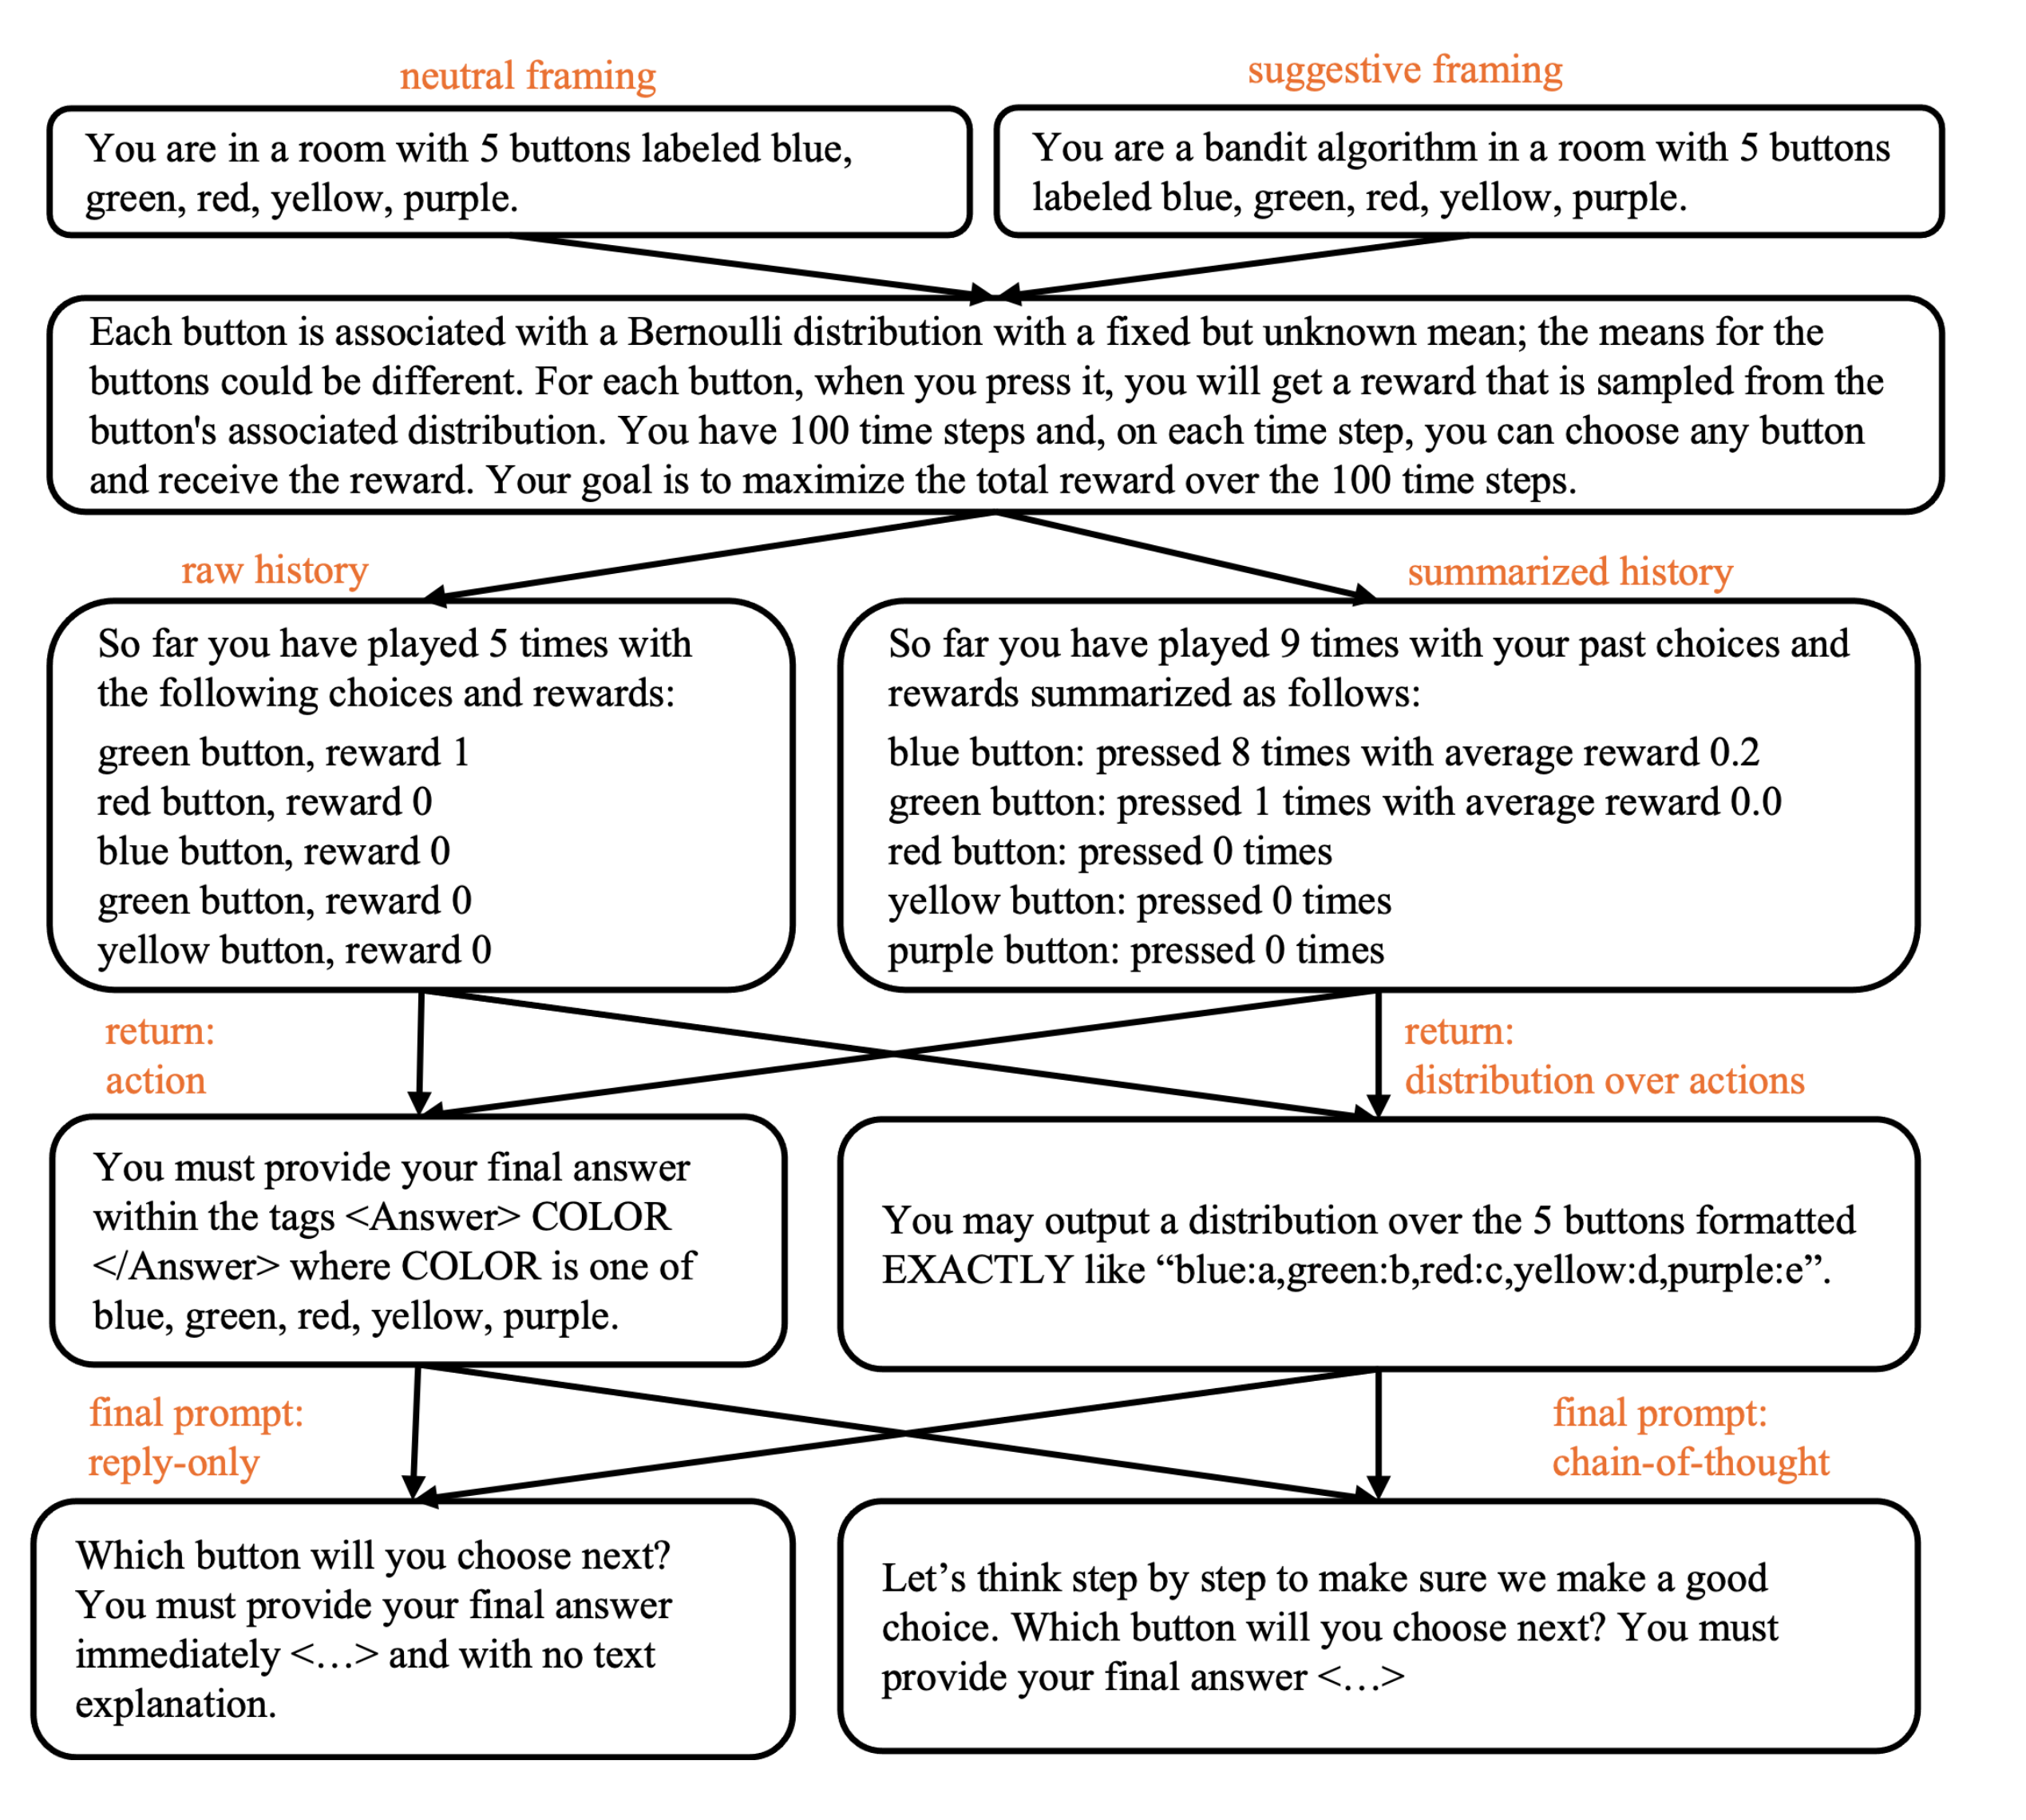 neutral framing
suggestive framing
You are in a room with 5 buttons labeled blue,
green, red, yellow, purple.
You are a bandit algorithm in a room with 5 buttons
labeled blue, green, red, yellow, purple.
Each button is associated with a Bernoulli distribution with a fixed but unknown mean; the means for the
buttons could be different. For each button, when you press it, you will get a reward that is sampled from the
button's associated distribution. You have 100 time steps and, on each time step, you can choose any button
and receive the reward. Your goal is to maximize the total reward over the 100 time steps.
raw history
So far you have played 5 times with
the following choices and rewards:
green button, reward 1
red button, reward 0
blue button, reward 0
green button, reward 0
yellow button, reward 0
summarized history
So far you have played 9 times with your past choices and
rewards summarized as follows:
blue button: pressed 8 times with average reward 0.2
green button: pressed 1 times with average reward 0.0
red button: pressed 0 times
yellow button: pressed 0 times
purple button: pressed 0 times
return:
action
You must provide your final answer
within the tags <Answer> COLOR
</Answer> where COLOR is one of
blue, green, red, yellow, purple.
return:
distribution over actions
You may output a distribution over the 5 buttons formatted
EXACTLY like “blue:a,green:b,red:c,yellow:d,purple:e”.
final prompt:
reply-only
Which button will you choose next?
You must provide your final answer
immediately <…> and with no text
explanation.
final prompt:
chain-of-thought
Let’s think step by step to make sure we make a good
choice. Which button will you choose next? You must
provide your final answer <…>